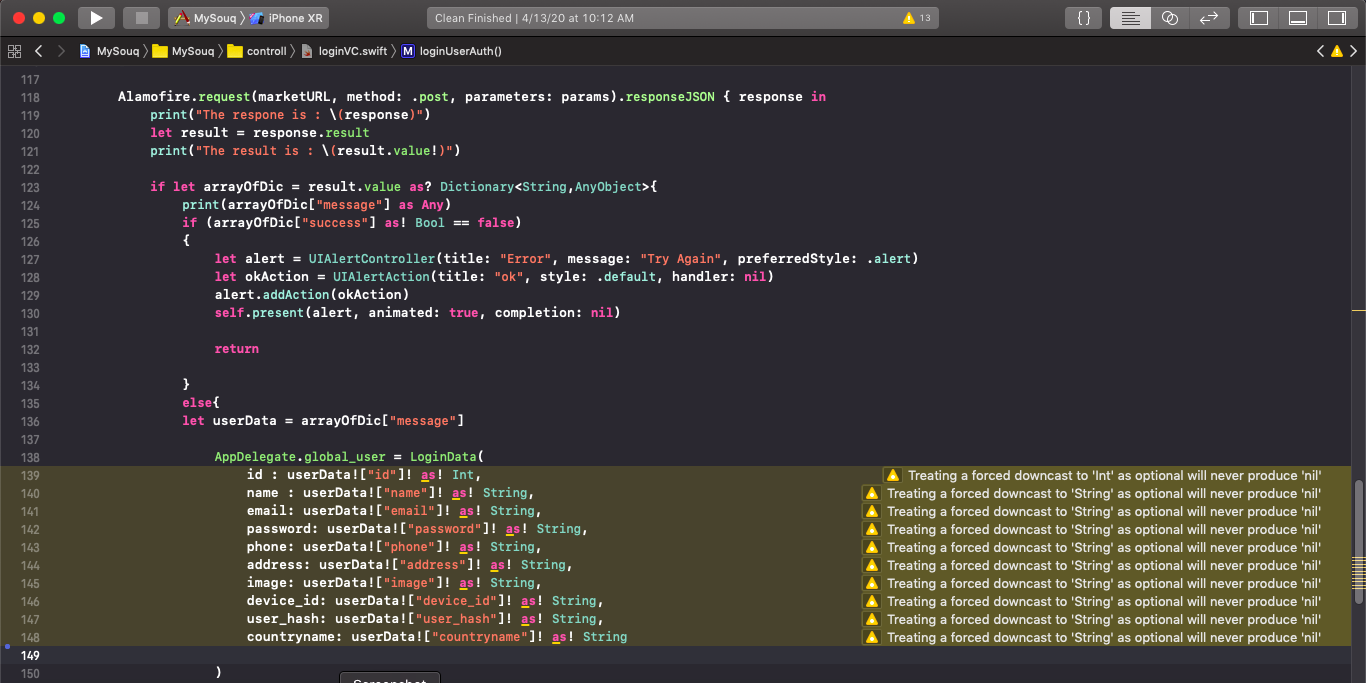 MySouq 〉 iPhone XR
Clean Finished | 4/13/20 at 10:12 AM
13
{}
MySouq 〉 MySouq 〉 controll 〉 loginVC.swift 〉 M loginUserAuth()
117
118 Alamofire.request(marketURL, method: .post, parameters: params).responseJSON { response in
119 print("The respone is : \(response)")
120 let result = response.result
121 print("The result is : \(result.value!)")
122
123 if let arrayOfDic = result.value as? Dictionary<String,AnyObject>{
124 print(arrayOfDic["message"] as Any)
125 if (arrayOfDic["success"] as! Bool == false)
126 {
127 let alert = UIAlertController(title: "Error", message: "Try Again", preferredStyle: .alert)
128 let okAction = UIAlertAction(title: "ok", style: .default, handler: nil)
129 alert.addAction(okAction)
130 self.present(alert, animated: true, completion: nil)
131
132 return
133
134 }
135 else{
136 let userData = arrayOfDic["message"]
137
138 AppDelegate.global_user = LoginData(
139 id : userData!["id"]! as! Int, Treating a forced downcast to 'Int' as optional will never produce 'nil'
140 name : userData!["name"]! as! String, Treating a forced downcast to 'String' as optional will never produce 'nil'
141 email: userData!["email"]! as! String, Treating a forced downcast to 'String' as optional will never produce 'nil'
142 password: userData!["password"]! as! String, Treating a forced downcast to 'String' as optional will never produce 'nil'
143 phone: userData!["phone"]! as! String, Treating a forced downcast to 'String' as optional will never produce 'nil'
144 address: userData!["address"]! as! String, Treating a forced downcast to 'String' as optional will never produce 'nil'
145 image: userData!["image"]! as! String, Treating a forced downcast to 'String' as optional will never produce 'nil'
146 device_id: userData!["device_id"]! as! String, Treating a forced downcast to 'String' as optional will never produce 'nil'
147 user_hash: userData!["user_hash"]! as! String, Treating a forced downcast to 'String' as optional will never produce 'nil'
148 countryname: userData!["countryname"]! as! String Treating a forced downcast to 'String' as optional will never produce 'nil'
149
150 )